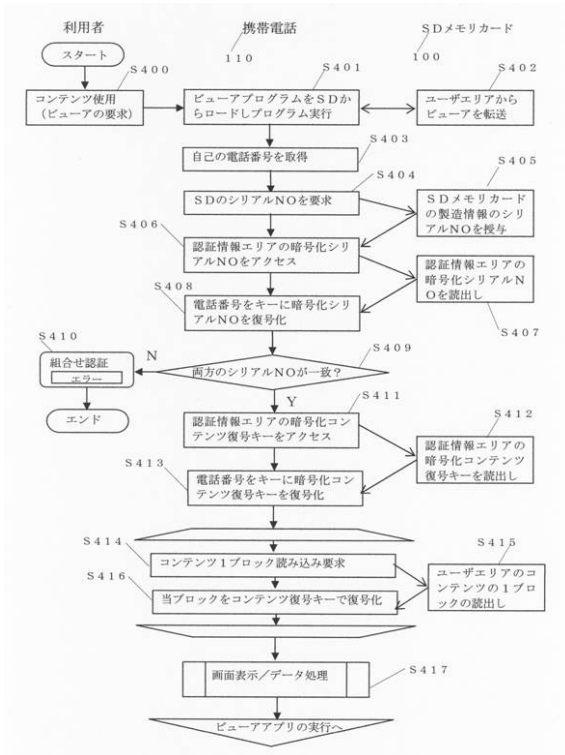 利用者
携帯電話
110
SDメモリカード
100
スタート
S400
S401
S402
コンテンツ使用
(ビューアの要求)
ビューアプログラムをSDか
らロードしプログラム実行
ユーザエリアから
ビューアを転送
S403
自己の電話番号を取得
S404
S405
SDのシリアルNOを要求
SDメモリカード
の製造情報のシリ
アルNOを授与
S406
認証情報エリアの暗号化シリア
ルNOをアクセス
S408
認証情報エリアの
暗号化シリアルN
Oを読出し
S407
電話番号をキーに暗号化シリア
ルNOを復号化
S409
S410
N
組合せ認証
エラー
両方のシリアルNOが一致?
Y
エンド
S411
認証情報エリアの暗号化コン
テンツ復号キーをアクセス
S412
認証情報エリアの
暗号化コンテンツ
復号キーを読出し
S413
電話番号をキーに暗号化コン
テンツ復号キーを復号化
S414
S415
コンテンツ1ブロック読み込み要求
S416
ユーザエリアのコ
ンテンツの1ブロ
ックの読出し
当ブロックをコンテンツ復号キーで復号化
S417
画面表示/データ処理
ビューアアプリの実行へ